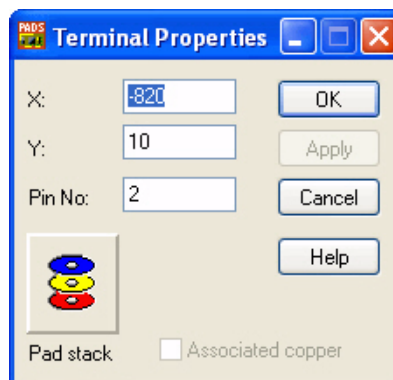 PADS Terminal Properties
X: -820 OK
Y: 10 Apply
Pin No: 2 Cancel
Help
Pad stack Associated copper